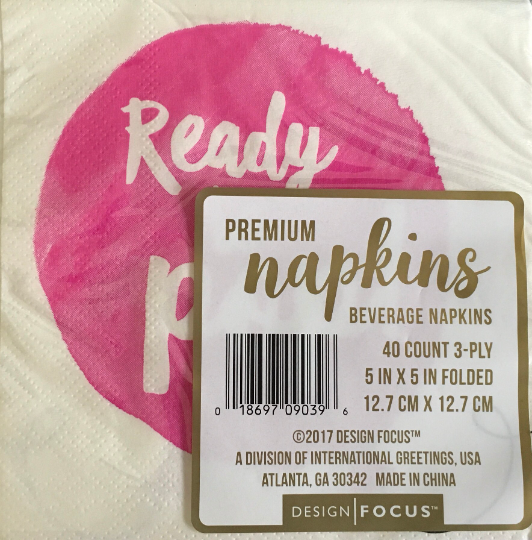 Ready
p
PREMIUM
napkins
BEVERAGE NAPKINS
40 COUNT 3-PLY
5 IN X 5 IN FOLDED
12.7 CM X 12.7 CM
0 18697 09039 6
©2017 DESIGN FOCUS™
A DIVISION OF INTERNATIONAL GREETINGS, USA
ATLANTA, GA 30342 MADE IN CHINA
DESIGN|FOCUS™